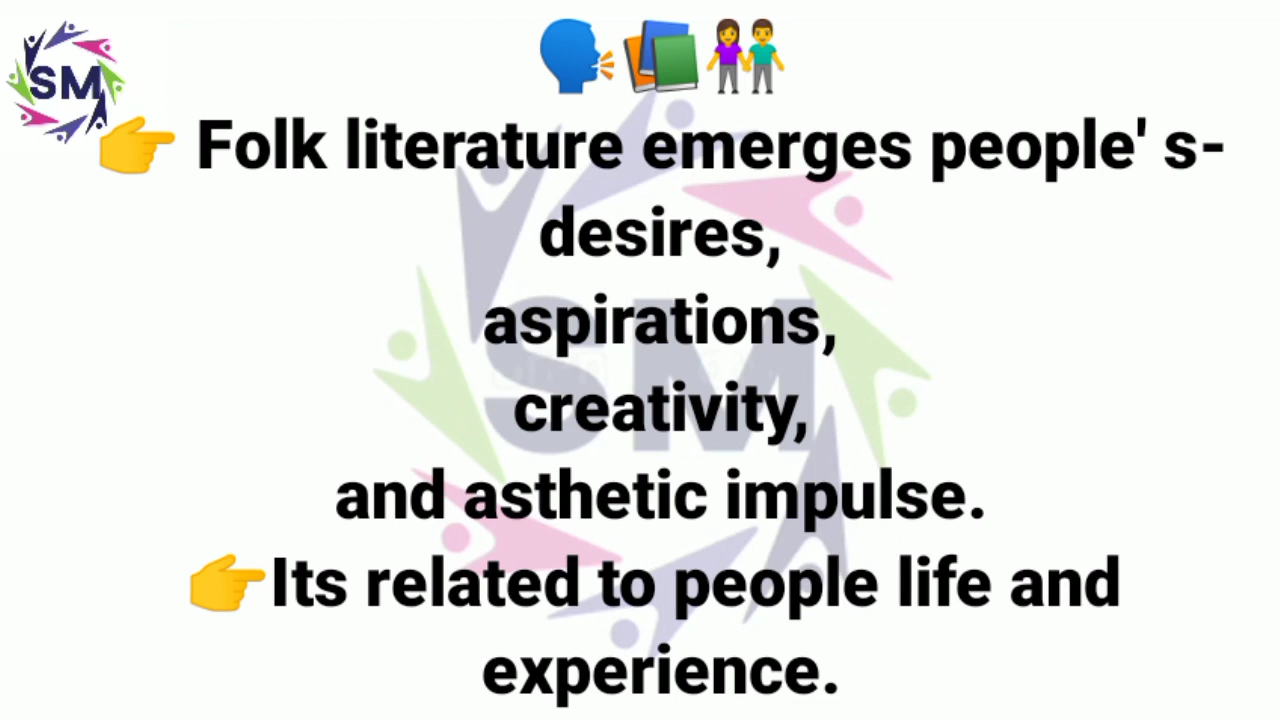 SM
Folk literature emerges people' s-
desires,
aspirations,
creativity,
and asthetic impulse.
Its related to people life and
experience.